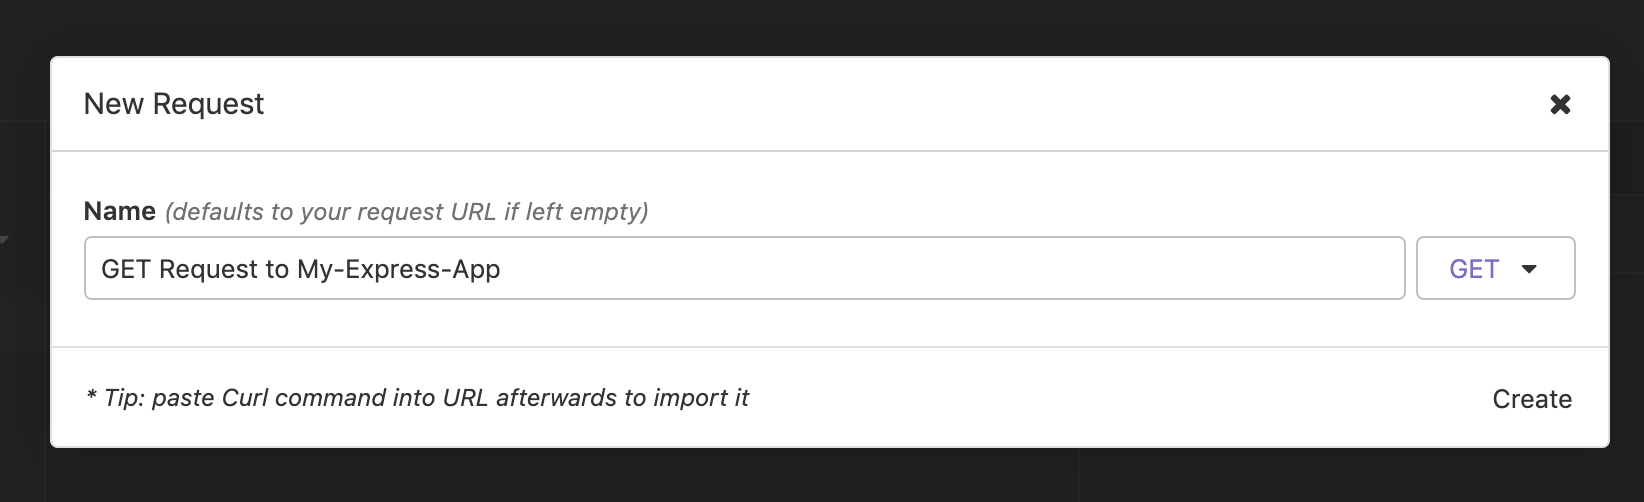 New Request
Name (defaults to your request URL if left empty)
GET Request to My-Express-App
GET
* Tip: paste Curl command into URL afterwards to import it
Create